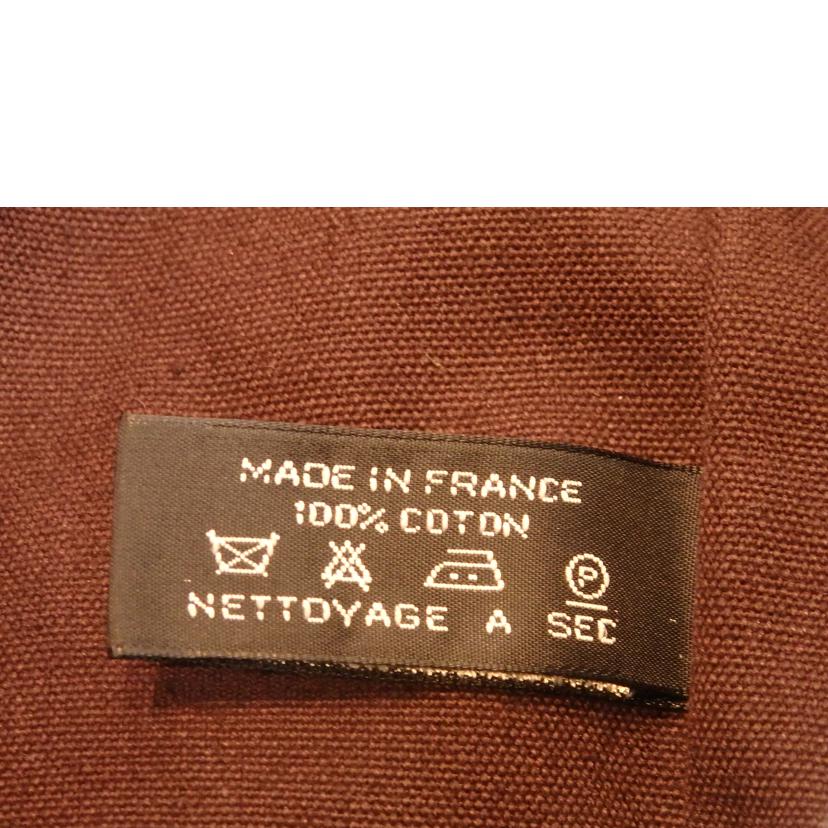 MADE IN FRANCE
100% COTON
P
NETTOYAGE A SEC